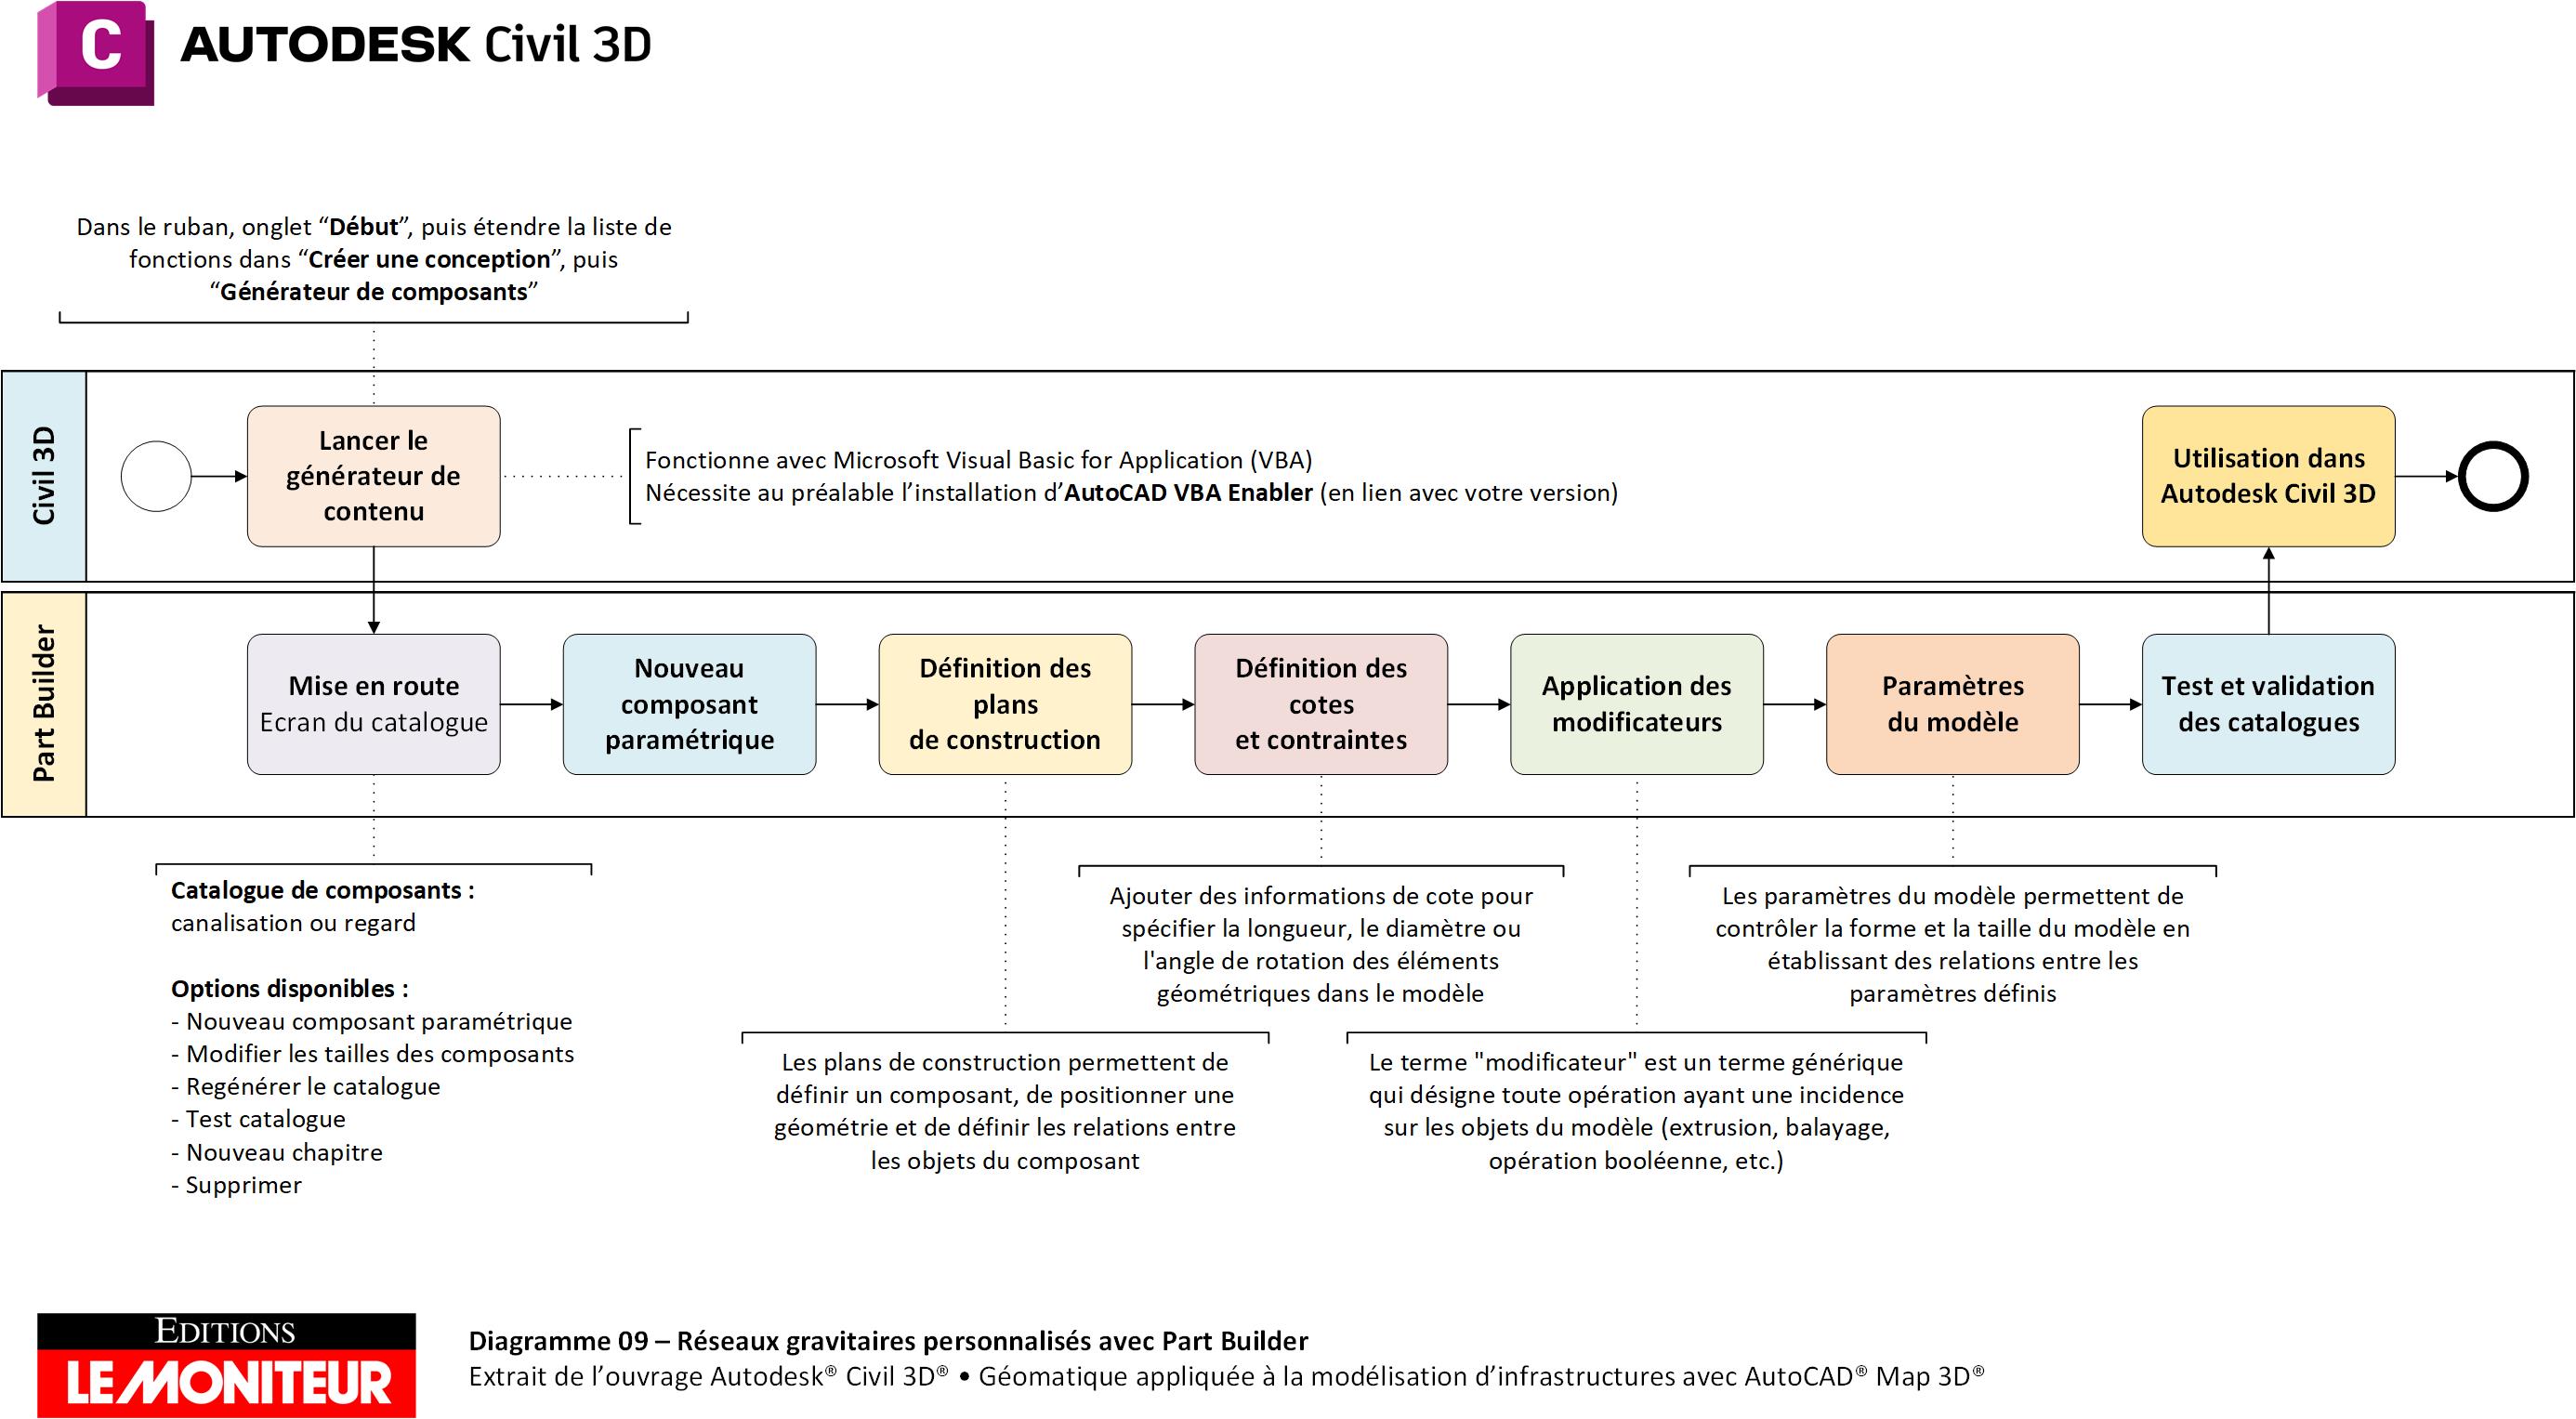 C AUTODESK Civil 3D
Dans le ruban, onglet “Début”, puis étendre la liste de
fonctions dans “Créer une conception”, puis
“Générateur de composants”
Civil 3D
Lancer le
générateur de
contenu
Fonctionne avec Microsoft Visual Basic for Application (VBA)
Nécessite au préalable l’installation d’AutoCAD VBA Enabler (en lien avec votre version)
Utilisation dans
Autodesk Civil 3D
Part Builder
Mise en route
Ecran du catalogue
Nouveau
composant
paramétrique
Définition des
plans
de construction
Définition des
cotes
et contraintes
Application des
modificateurs
Paramètres
du modèle
Test et validation
des catalogues
Catalogue de composants :
canalisation ou regard
Options disponibles :
- Nouveau composant paramétrique
- Modifier les tailles des composants
- Regénérer le catalogue
- Test catalogue
- Nouveau chapitre
- Supprimer
Les plans de construction permettent de
définir un composant, de positionner une
géométrie et de définir les relations entre
les objets du composant
Ajouter des informations de cote pour
spécifier la longueur, le diamètre ou
l'angle de rotation des éléments
géométriques dans le modèle
Le terme "modificateur" est un terme générique
qui désigne toute opération ayant une incidence
sur les objets du modèle (extrusion, balayage,
opération booléenne, etc.)
Les paramètres du modèle permettent de
contrôler la forme et la taille du modèle en
établissant des relations entre les
paramètres définis
EDITIONS
LE MONITEUR
Diagramme 09 – Réseaux gravitaires personnalisés avec Part Builder
Extrait de l’ouvrage Autodesk® Civil 3D® • Géomatique appliquée à la modélisation d’infrastructures avec AutoCAD® Map 3D®